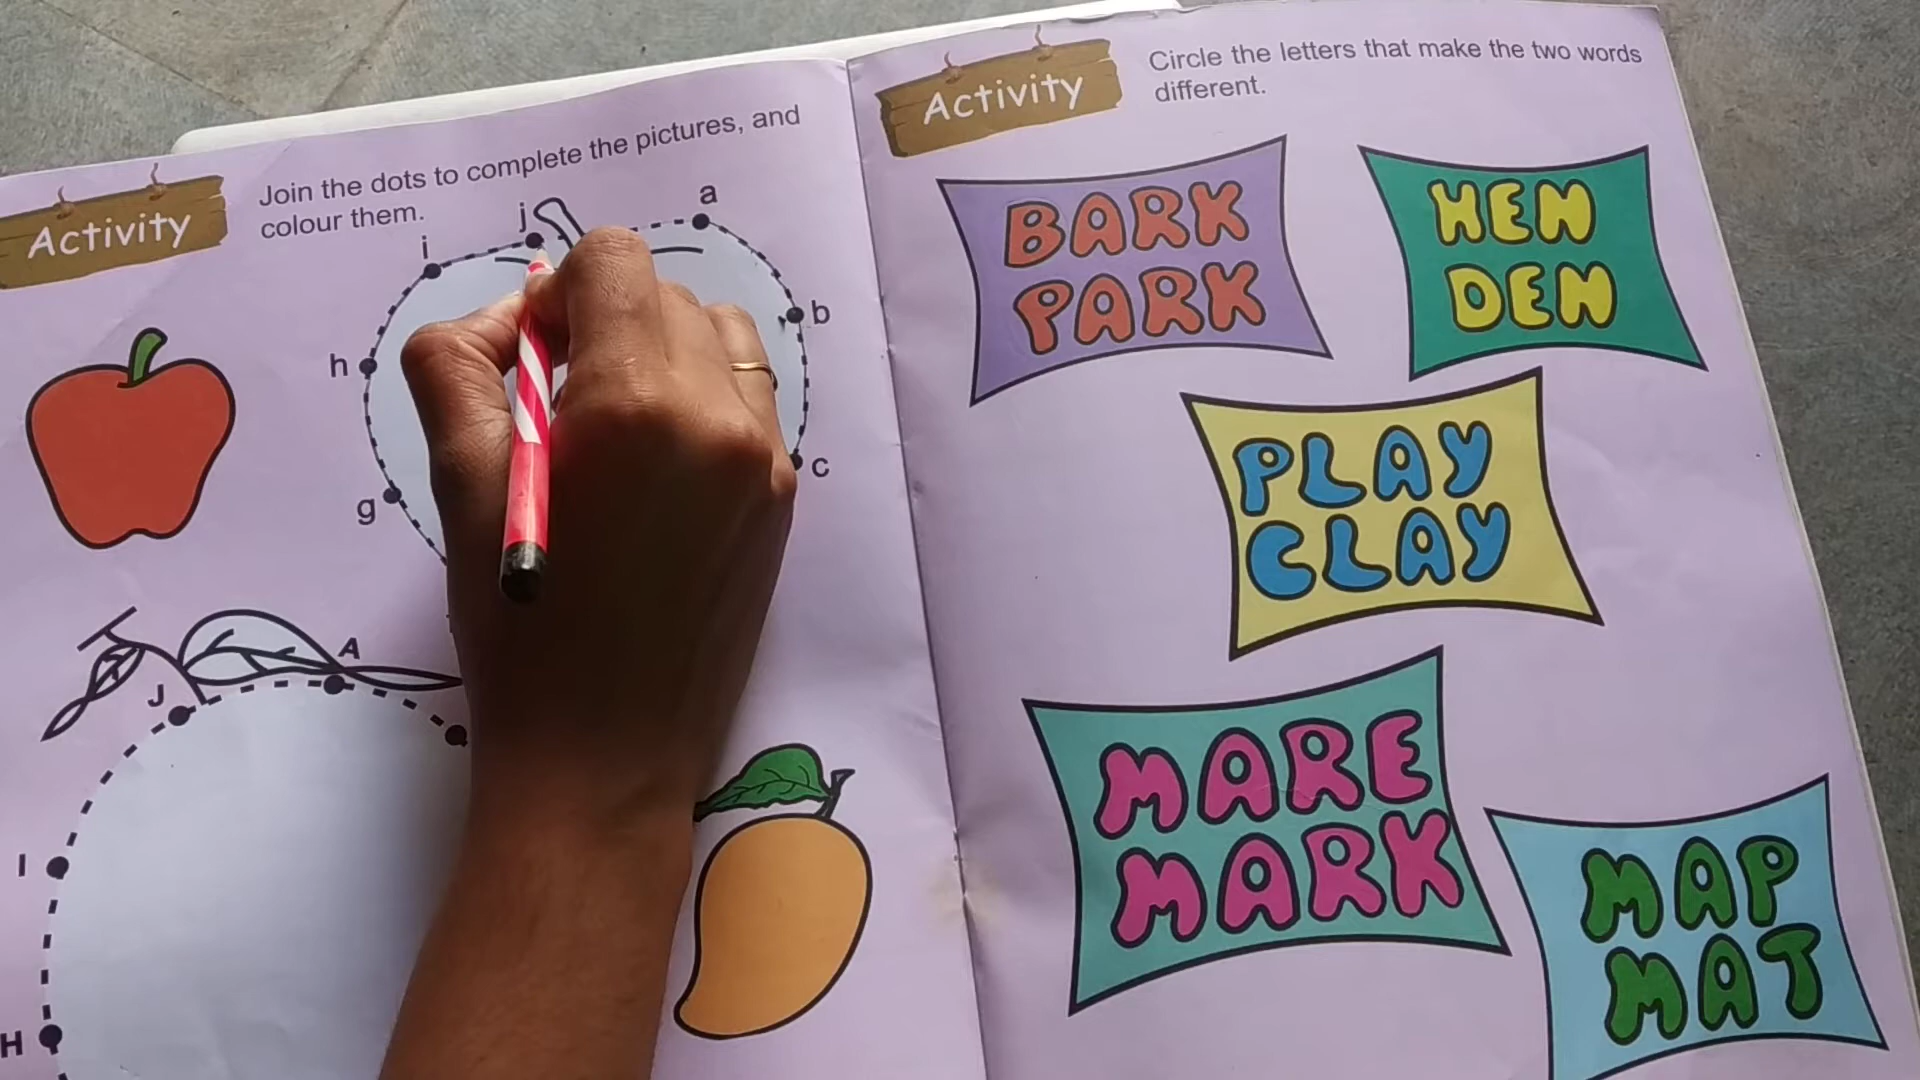 Activity
Join the dots to complete the pictures, and
colour them.
j
a
i
b
h
c
g
A
J
I
H
Activity
Circle the letters that make the two words
different.
BARK
PARK
HEN
DEN
PLAY
CLAY
MARE
MARK
MAP
MAT